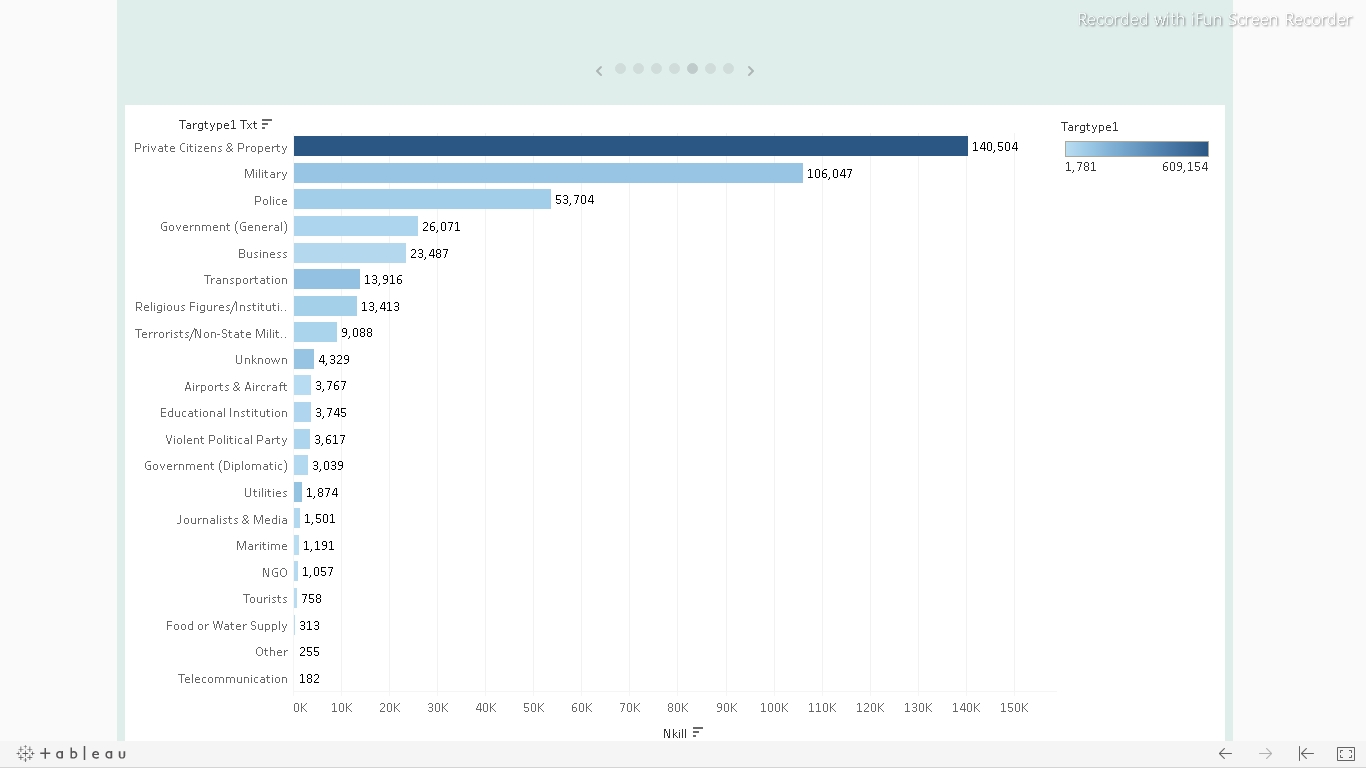 Recorded with iFun Screen Recorder
Targtype1 Txt
Private Citizens & Property 140,504
Military 106,047
Police 53,704
Government (General) 26,071
Business 23,487
Transportation 13,916
Religious Figures/Instituti.. 13,413
Terrorists/Non-State Milit.. 9,088
Unknown 4,329
Airports & Aircraft 3,767
Educational Institution 3,745
Violent Political Party 3,617
Government (Diplomatic) 3,039
Utilities 1,874
Journalists & Media 1,501
Maritime 1,191
NGO 1,057
Tourists 758
Food or Water Supply 313
Other 255
Telecommunication 182
0K 10K 20K 30K 40K 50K 60K 70K 80K 90K 100K 110K 120K 130K 140K 150K
Nkill
Targtype1
1,781 609,154
+ableau